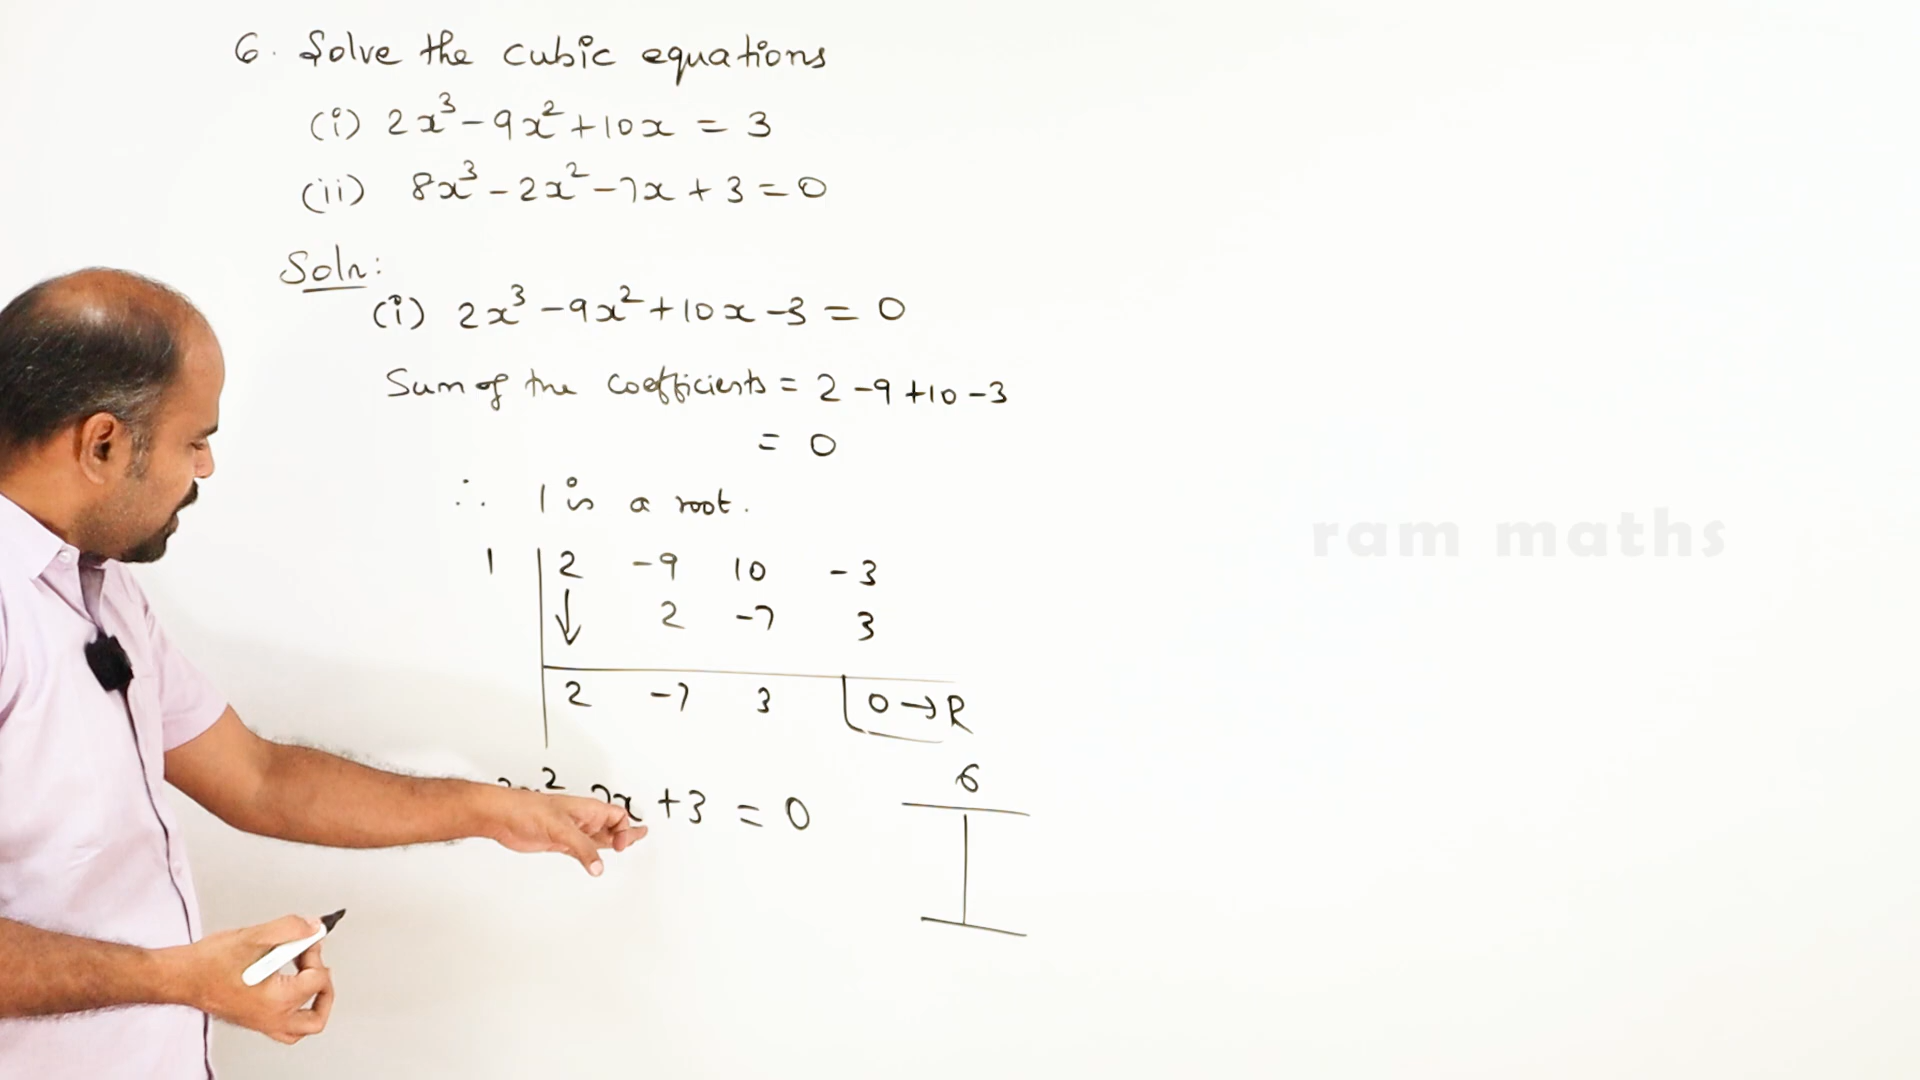 6. Solve the cubic equations
(i) 2x³ - 9x² + 10x = 3
(ii) 8x³ - 2x² - 7x + 3 = 0
Soln:
(i) 2x³ - 9x² + 10x - 3 = 0
Sum of the coefficients = 2 - 9 + 10 - 3
= 0
∴ 1 is a root.
1 | 2 -9 10 -3
↓ 2 -7 3
2 -7 3 | 0 → R
x² 7x + 3 = 0
6
ram maths